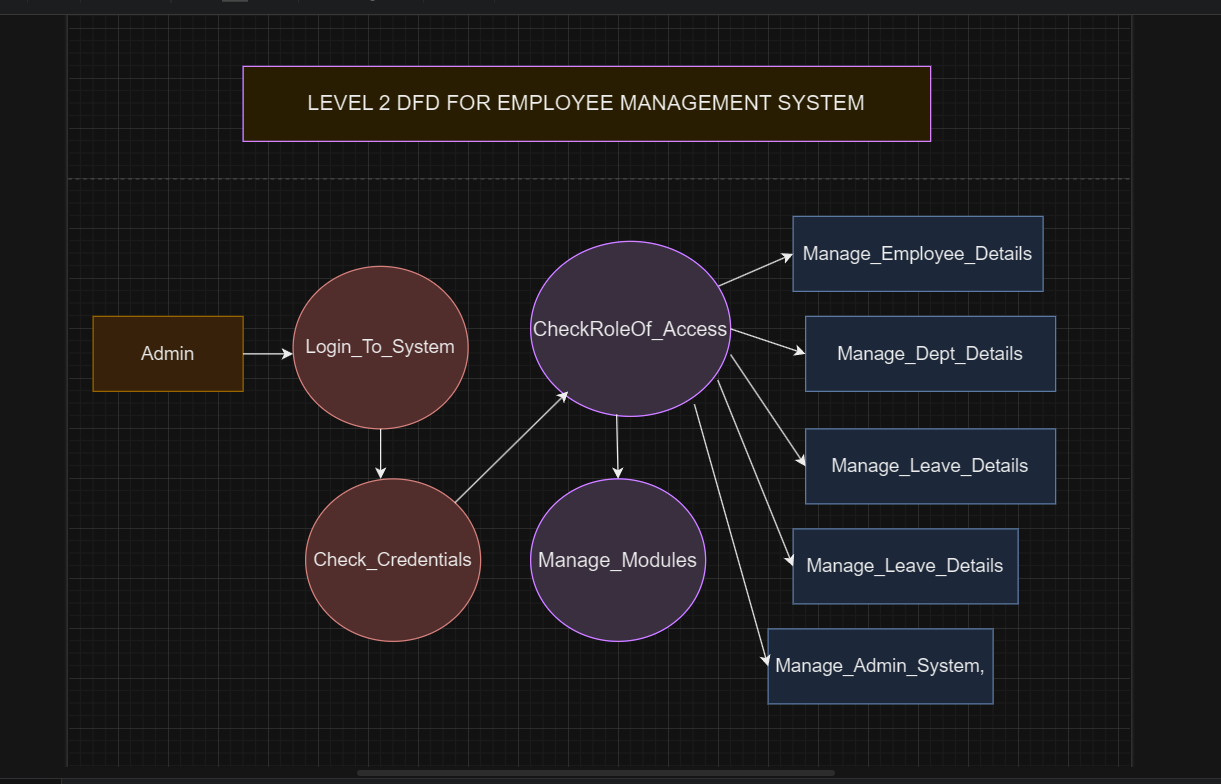 LEVEL 2 DFD FOR EMPLOYEE MANAGEMENT SYSTEM
Admin
Login_To_System
Check_Credentials
CheckRoleOf_Access
Manage_Modules
Manage_Employee_Details
Manage_Dept_Details
Manage_Leave_Details
Manage_Leave_Details
Manage_Admin_System,